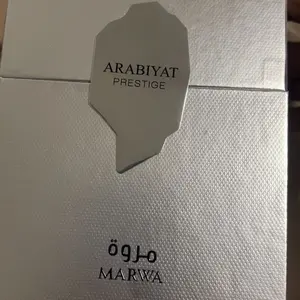 ARABIYAT
PRESTIGE
مروة
MARWA